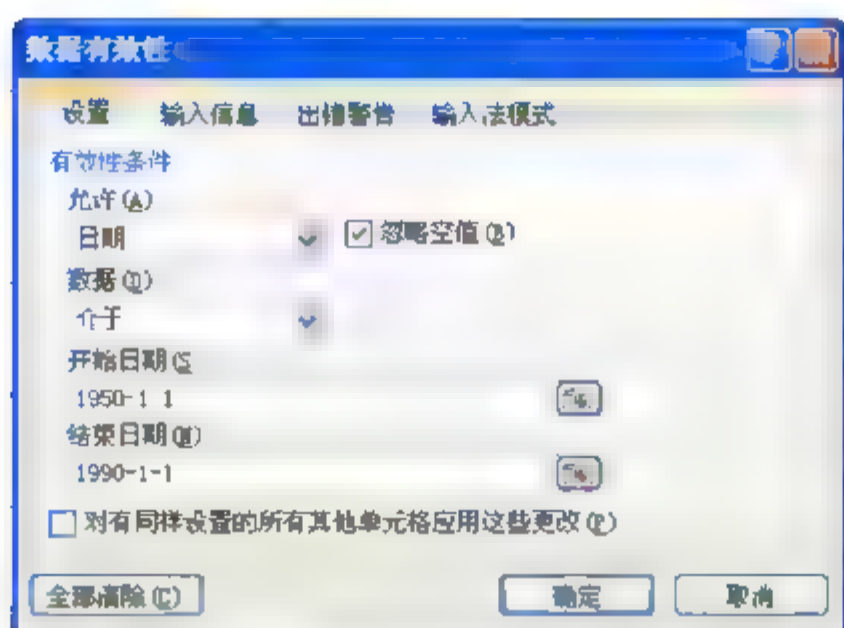 数据有效性
设置 输入信息 出错警告 输入法模式
有效性条件
允许(A)
日期 忽略空值(B)
数据(D)
介于
开始日期(S
1950-1 1
结束日期(N)
1990-1-1
对有同样设置的所有其他单元格应用这些更改(P)
全部清除(C) 确定 取消